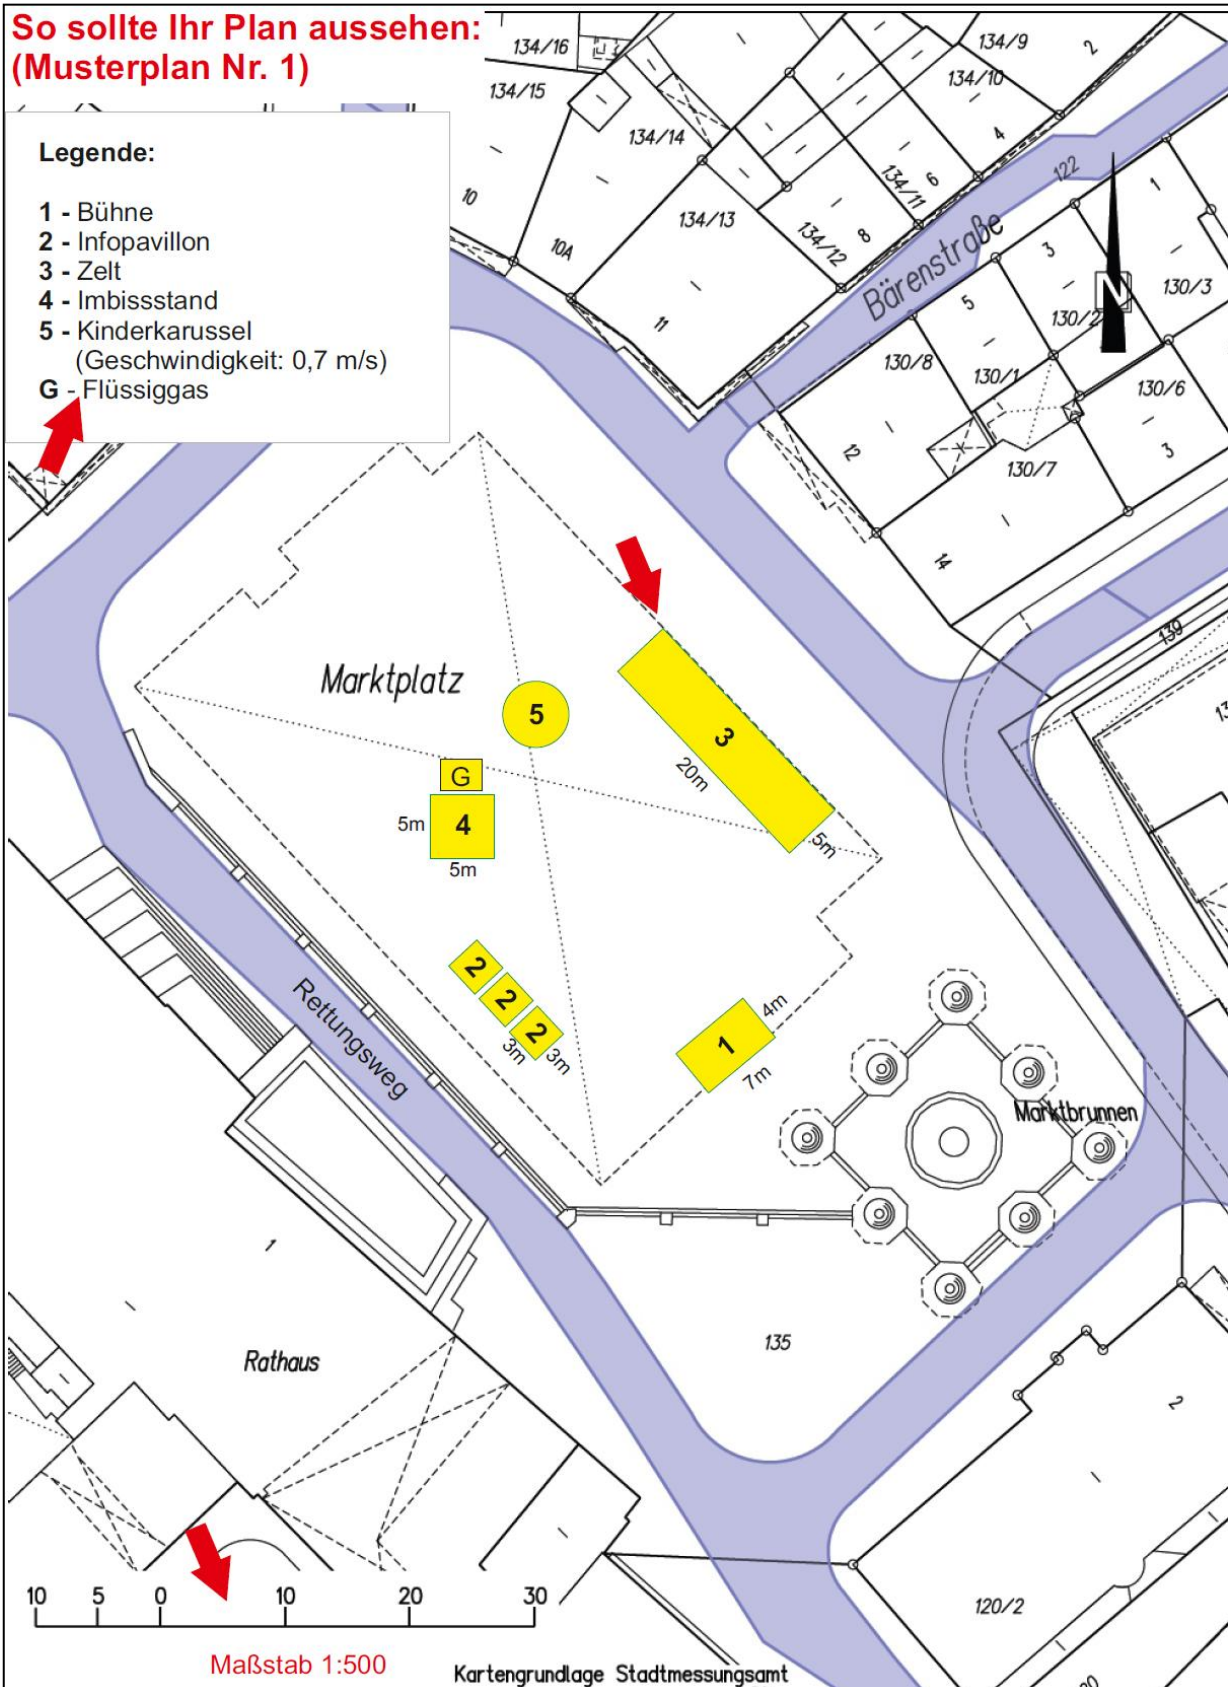 So sollte Ihr Plan aussehen:
(Musterplan Nr. 1)
Legende:
1 - Bühne
2 - Infopavillon
3 - Zelt
4 - Imbissstand
5 - Kinderkarussel
(Geschwindigkeit: 0,7 m/s)
G - Flüssiggas
134/16
134/15
134/14
134/13
134/12
134/11
134/10
134/9
2
4
6
8
10
10A
11
122
Bärenstraße
1
3
5
N
130/3
130/2
130/1
130/8
130/6
130/7
12
3
14
139
Marktplatz
5
3
20m
5m
G
4
5m
5m
2
2
2
3m
3m
1
4m
7m
Rettungsweg
Marktbrunnen
1
Rathaus
135
2
120/2
10 5 0 10 20 30
Maßstab 1:500
Kartengrundlage Stadtmessungsamt